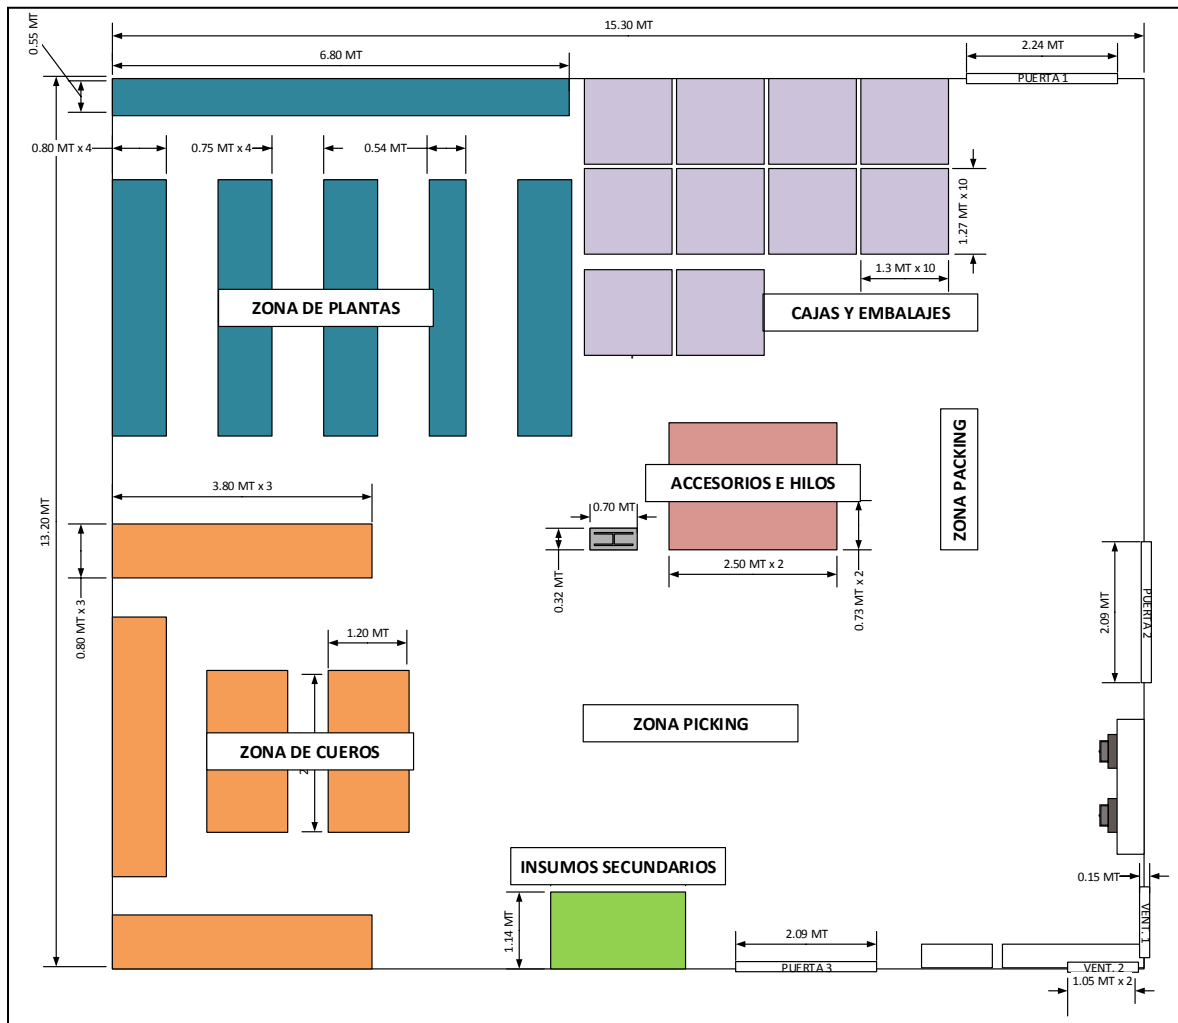 15.30 MT
0.55 MT
2.24 MT
6.80 MT
PUERTA 1
0.80 MT x 4
0.75 MT x 4
0.54 MT
1.27 MT x 10
1.3 MT x 10
ZONA DE PLANTAS
CAJAS Y EMBALAJES
ZONA PACKING
ACCESORIOS E HILOS
3.80 MT x 3
0.70 MT
13.20 MT
0.32 MT
2.50 MT x 2
0.73 MT x 2
0.80 MT x 3
2.09 MT
PUERTA 2
1.20 MT
ZONA PICKING
ZONA DE CUEROS
2
INSUMOS SECUNDARIOS
0.15 MT
1.14 MT
2.09 MT
VENT. 1
PUERTA 3
VENT. 2
1.05 MT x 2